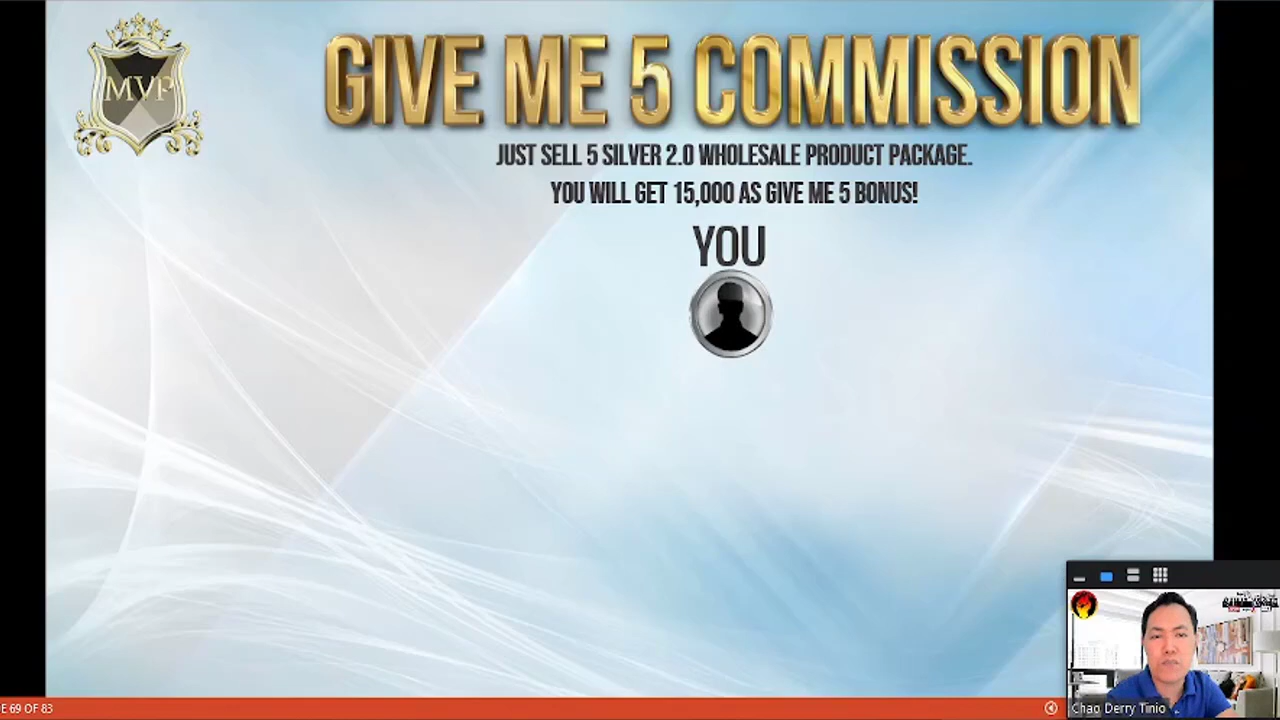 MVP
GIVE ME 5 COMMISSION
JUST SELL 5 SILVER 2.0 WHOLESALE PRODUCT PACKAGE.
YOU WILL GET 15,000 AS GIVE ME 5 BONUS!
YOU
E 69 OF 83
Chao Derry Tinio